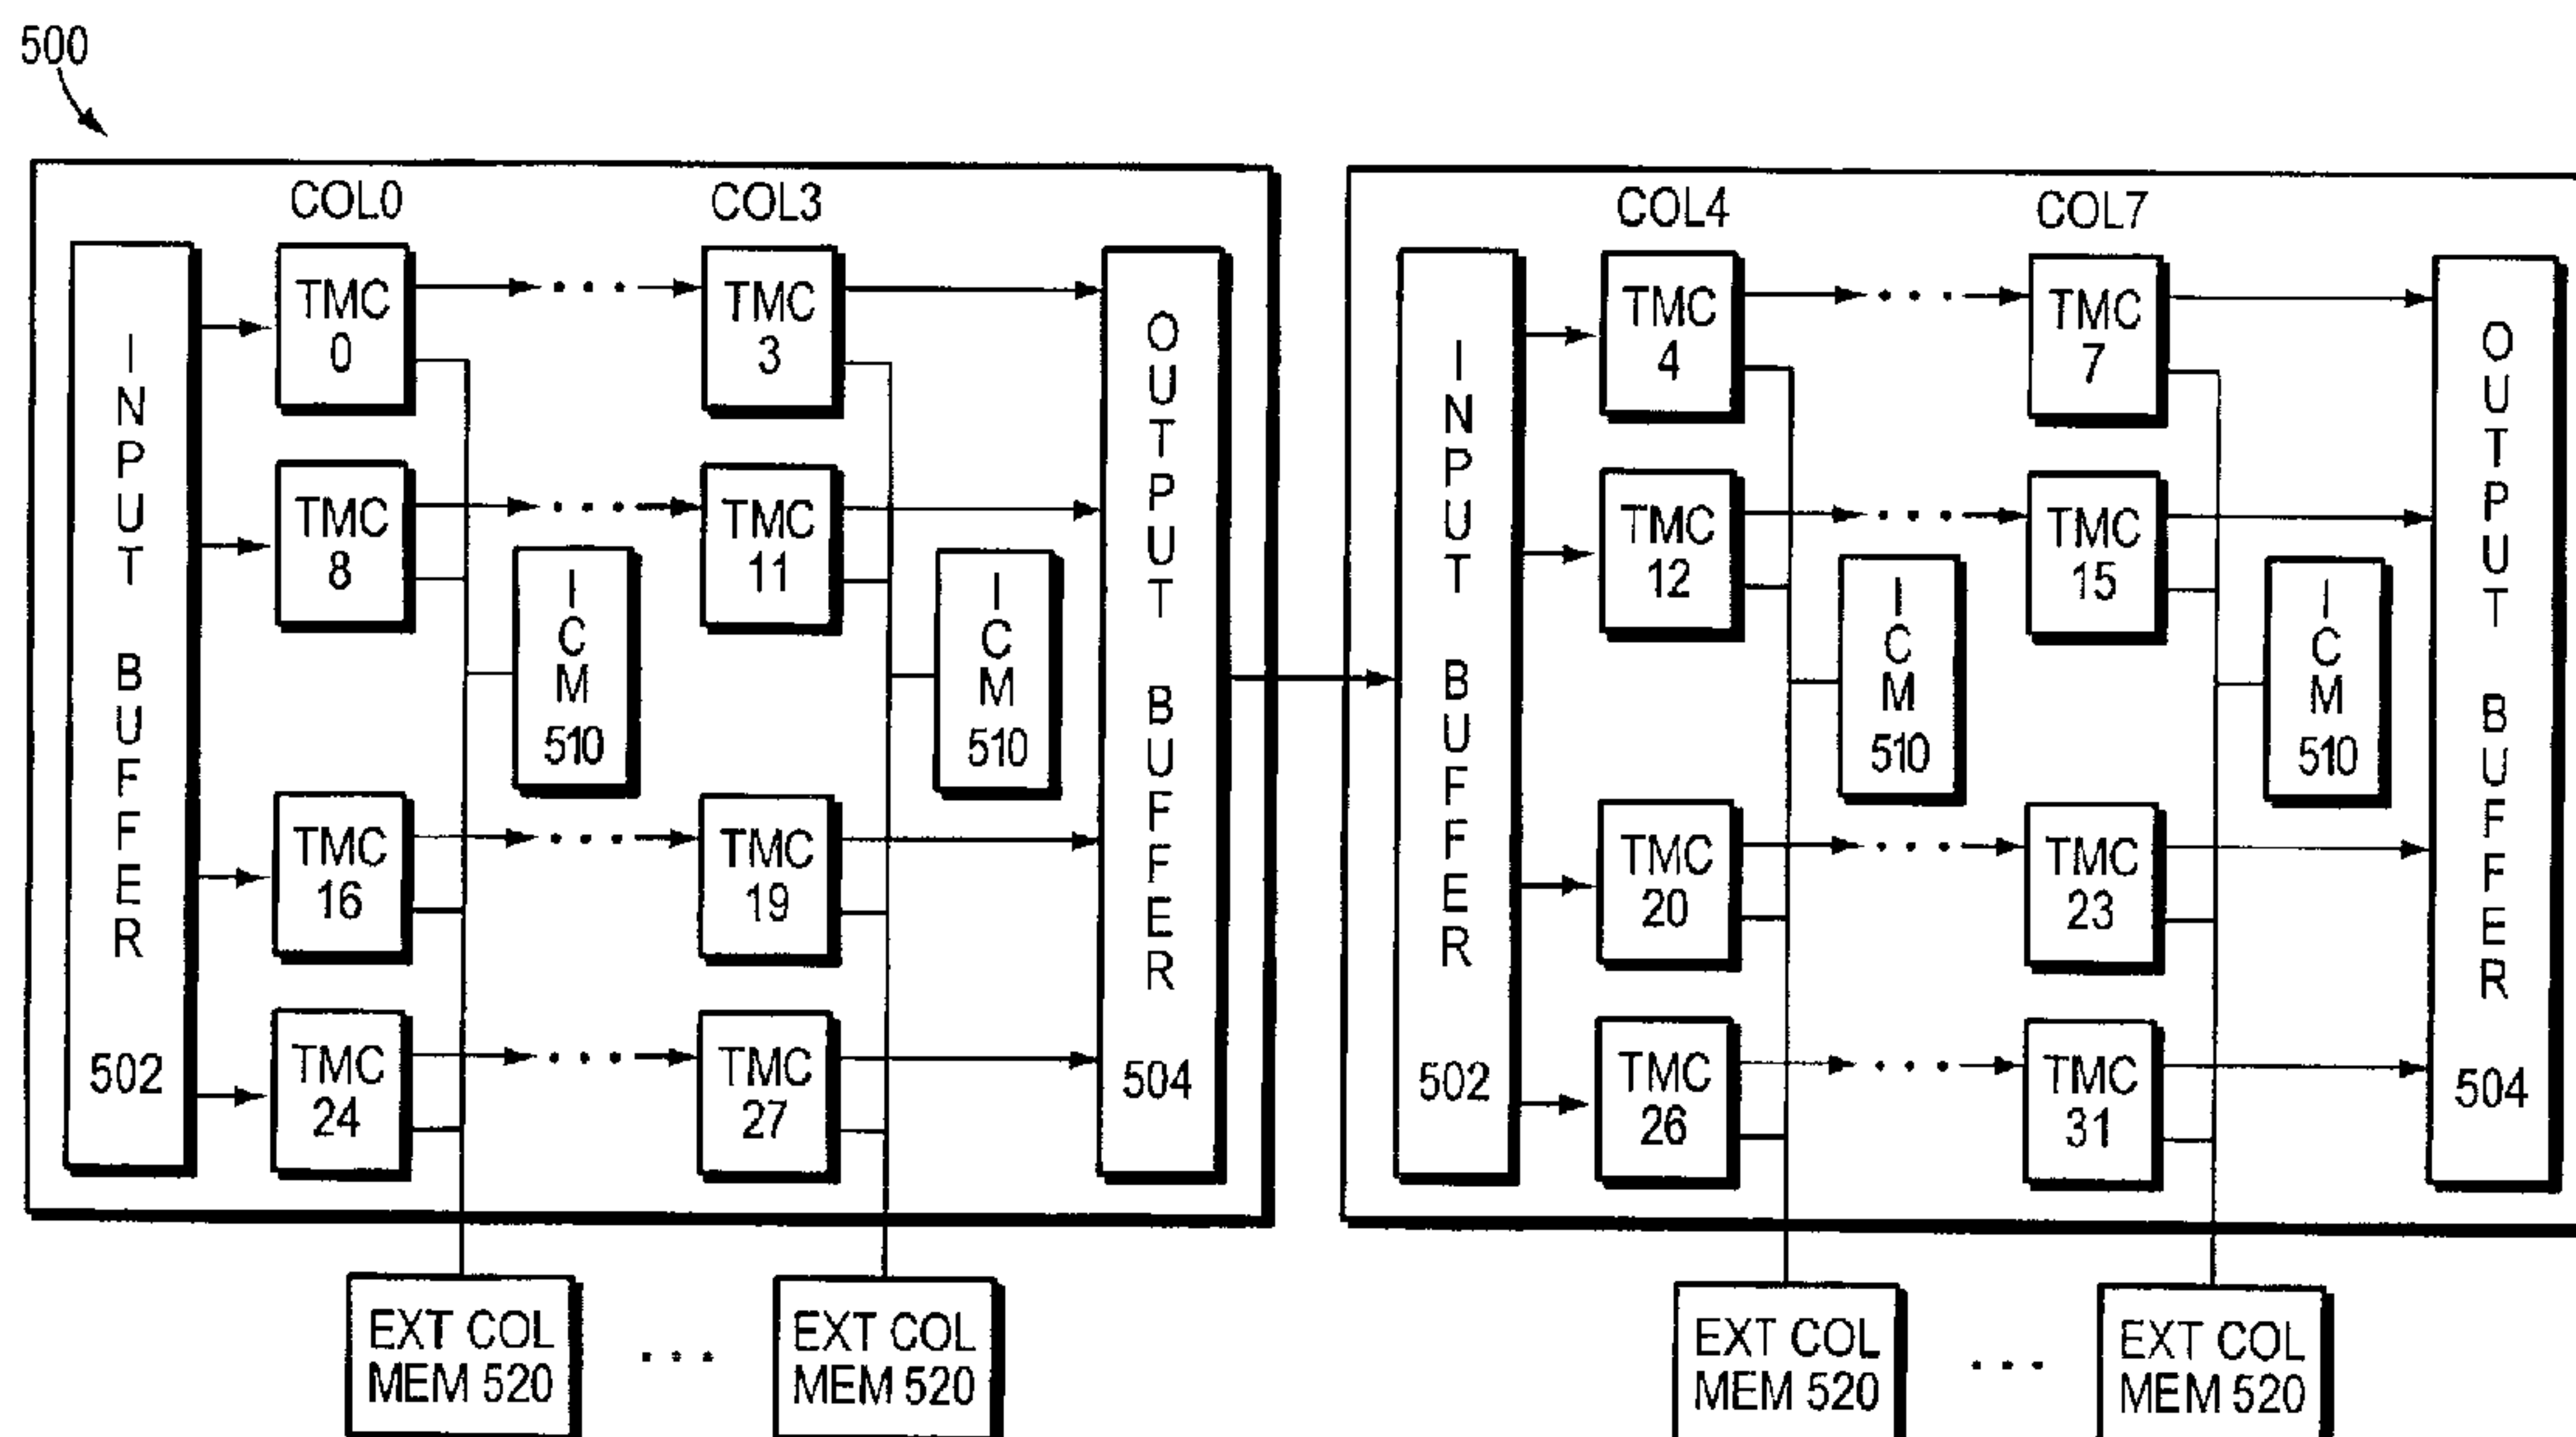 500
COL0 COL3 COL4 COL7
INPUT BUFFER 502
TMC 0
TMC 3
OUTPUT BUFFER 504
TMC 8
TMC 11
ICM 510
ICM 510
TMC 16
TMC 19
TMC 24
TMC 27
EXT COL
MEM 520
...
EXT COL
MEM 520
INPUT BUFFER 502
TMC 4
TMC 7
OUTPUT BUFFER 504
TMC 12
TMC 15
ICM 510
ICM 510
TMC 20
TMC 23
TMC 26
TMC 31
EXT COL
MEM 520
...
EXT COL
MEM 520